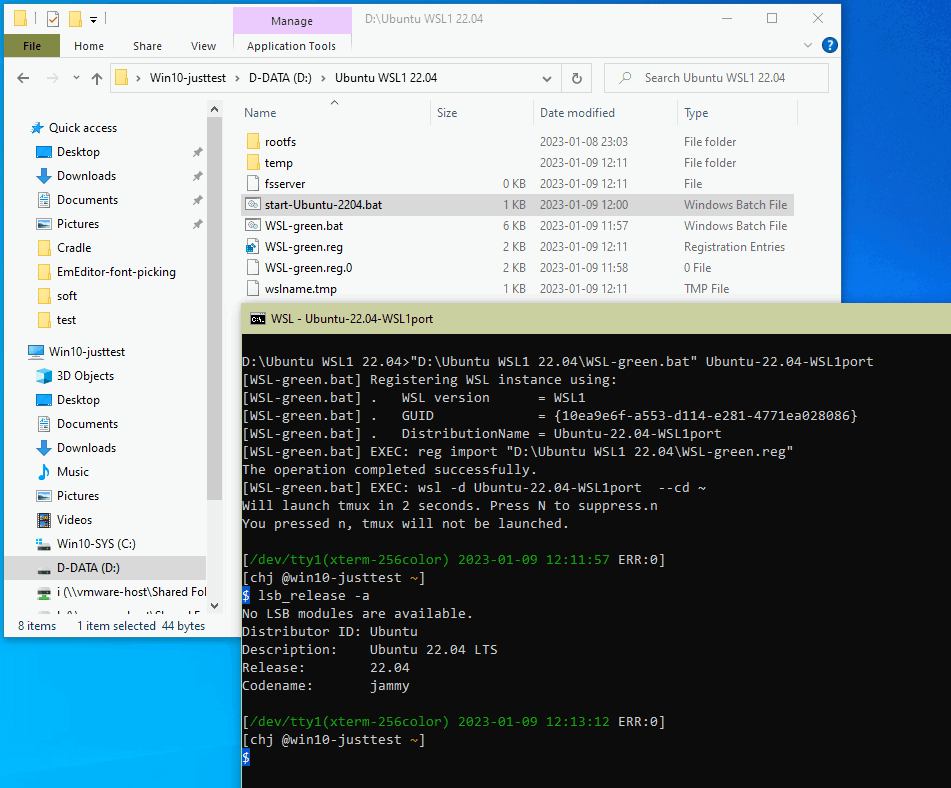 Manage
D:\Ubuntu WSL1 22.04
File
Home
Share
View
Application Tools
Win10-justtest
D-DATA (D:)
Ubuntu WSL1 22.04
Search Ubuntu WSL1 22.04
Quick access
Desktop
Downloads
Documents
Pictures
Cradle
EmEditor-font-picking
soft
test
Win10-justtest
3D Objects
Desktop
Documents
Downloads
Music
Pictures
Videos
Win10-SYS (C:)
D-DATA (D:)
i (\\vmware-host\Shared Fol
Name Size Date modified Type
rootfs 2023-01-08 23:03 File folder
temp 2023-01-09 12:11 File folder
fsserver 0 KB 2023-01-09 12:11 File
start-Ubuntu-2204.bat 1 KB 2023-01-09 12:00 Windows Batch File
WSL-green.bat 6 KB 2023-01-09 11:57 Windows Batch File
WSL-green.reg 2 KB 2023-01-09 12:11 Registration Entries
WSL-green.reg.0 2 KB 2023-01-09 11:58 0 File
wslname.tmp 1 KB 2023-01-09 12:11 TMP File
8 items 1 item selected 44 bytes
C:\.
WSL - Ubuntu-22.04-WSL1port
D:\Ubuntu WSL1 22.04>"D:\Ubuntu WSL1 22.04\WSL-green.bat" Ubuntu-22.04-WSL1port
[WSL-green.bat] Registering WSL instance using:
[WSL-green.bat] .   WSL version      = WSL1
[WSL-green.bat] .   GUID             = {10ea9e6f-a553-d114-e281-4771ea028086}
[WSL-green.bat] .   DistributionName = Ubuntu-22.04-WSL1port
[WSL-green.bat] EXEC: reg import "D:\Ubuntu WSL1 22.04\WSL-green.reg"
The operation completed successfully.
[WSL-green.bat] EXEC: wsl -d Ubuntu-22.04-WSL1port  --cd ~
Will launch tmux in 2 seconds. Press N to suppress.n
You pressed n, tmux will not be launched.
[/dev/tty1(xterm-256color) 2023-01-09 12:11:57 ERR:0]
[chj @win10-justtest ~]
$ lsb_release -a
No LSB modules are available.
Distributor ID: Ubuntu
Description:    Ubuntu 22.04 LTS
Release:        22.04
Codename:       jammy
[/dev/tty1(xterm-256color) 2023-01-09 12:13:12 ERR:0]
[chj @win10-justtest ~]
$